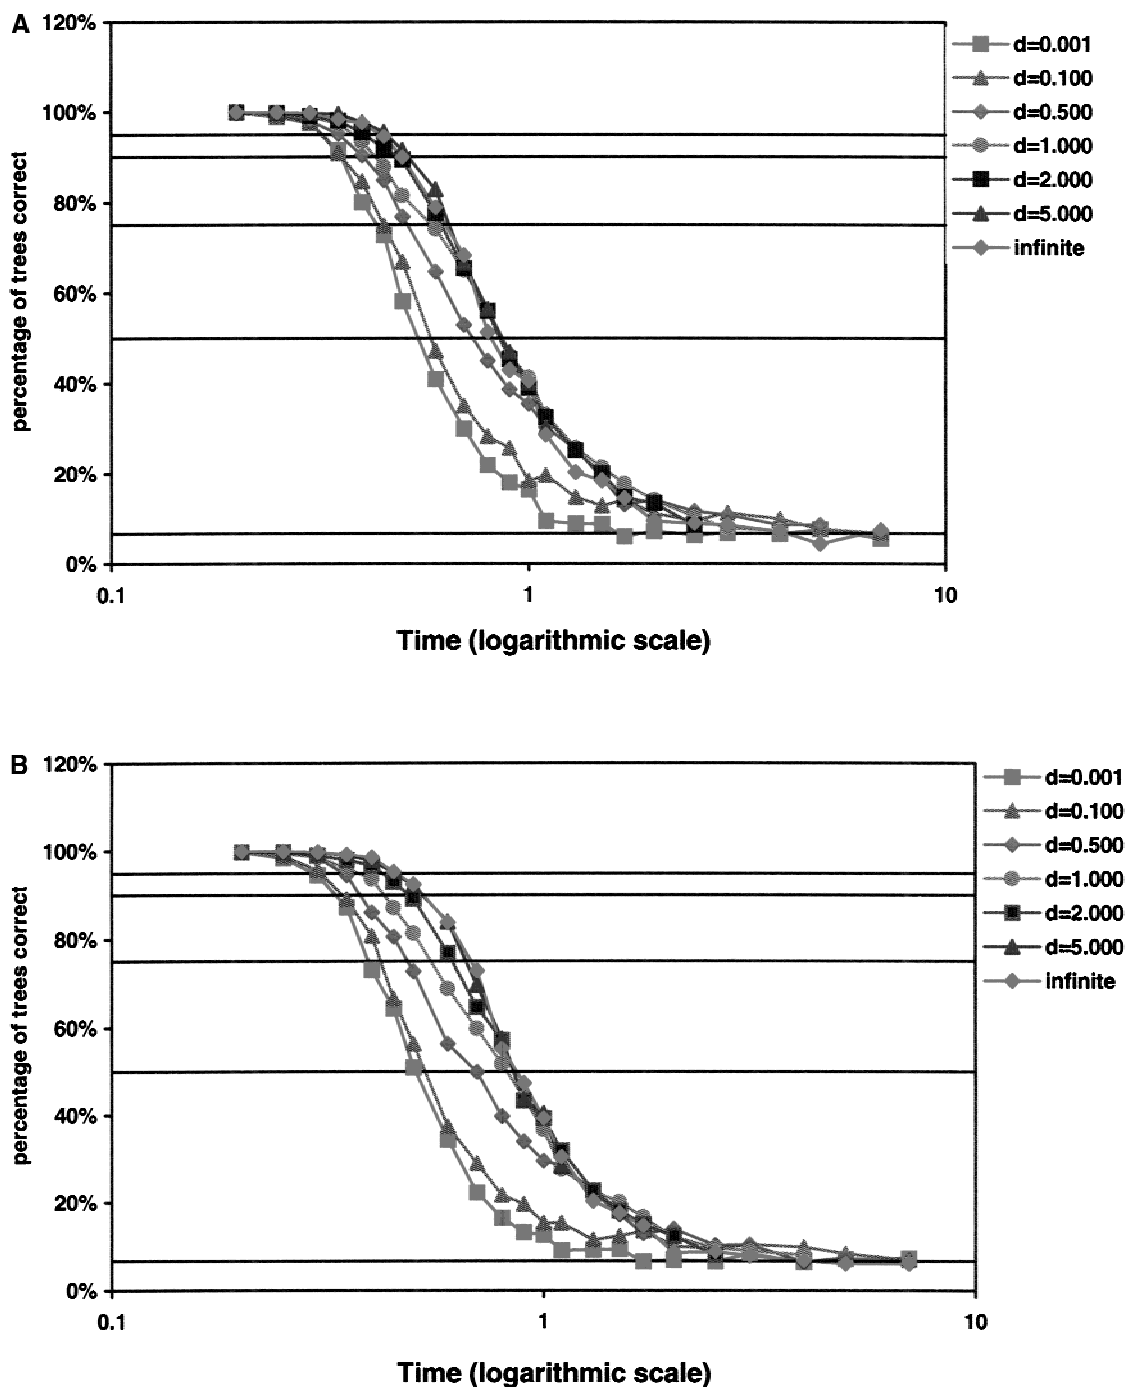 A
120%
100%
80%
60%
40%
20%
0%
percentage of trees correct
0.1
1
10
Time (logarithmic scale)
d=0.001
d=0.100
d=0.500
d=1.000
d=2.000
d=5.000
infinite
B
120%
100%
80%
60%
40%
20%
0%
percentage of trees correct
0.1
1
10
Time (logarithmic scale)
d=0.001
d=0.100
d=0.500
d=1.000
d=2.000
d=5.000
infinite